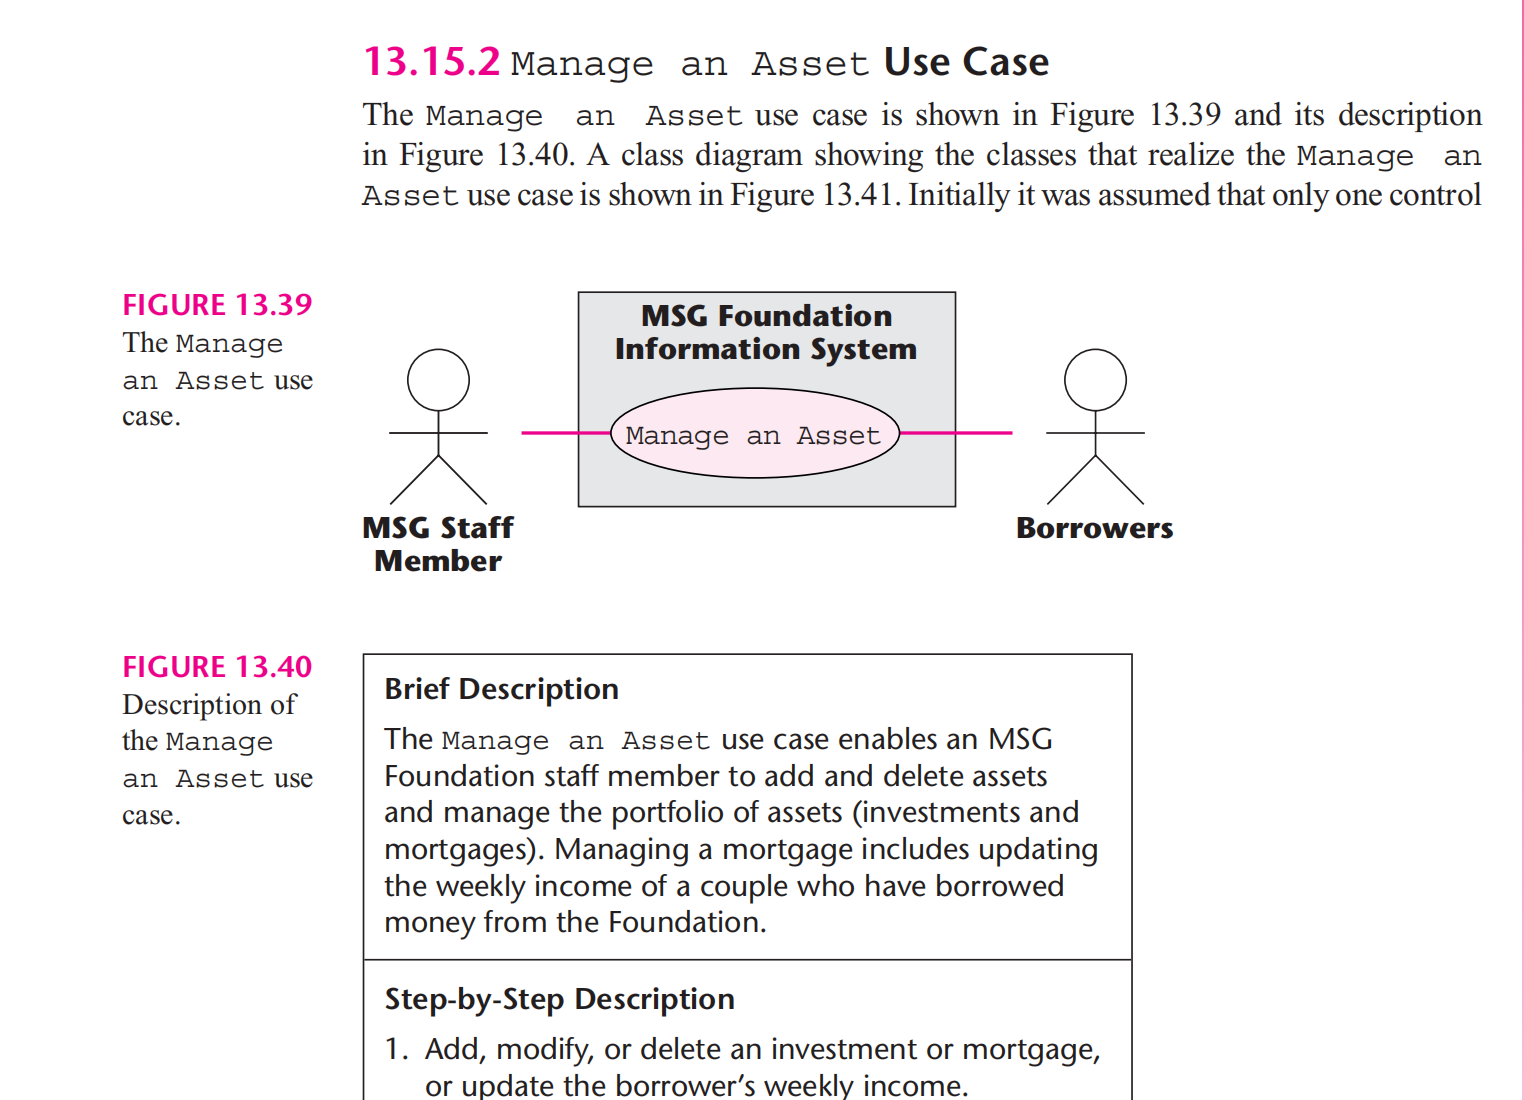 13.15.2 Manage an Asset Use Case
The Manage an Asset use case is shown in Figure 13.39 and its description
in Figure 13.40. A class diagram showing the classes that realize the Manage an
Asset use case is shown in Figure 13.41. Initially it was assumed that only one control
FIGURE 13.39
The Manage
an Asset use
case.
MSG Foundation
Information System
Manage an Asset
MSG Staff
Member
Borrowers
FIGURE 13.40
Description of
the Manage
an Asset use
case.
Brief Description
The Manage an Asset use case enables an MSG
Foundation staff member to add and delete assets
and manage the portfolio of assets (investments and
mortgages). Managing a mortgage includes updating
the weekly income of a couple who have borrowed
money from the Foundation.
Step-by-Step Description
1. Add, modify, or delete an investment or mortgage,
or update the borrower’s weekly income.